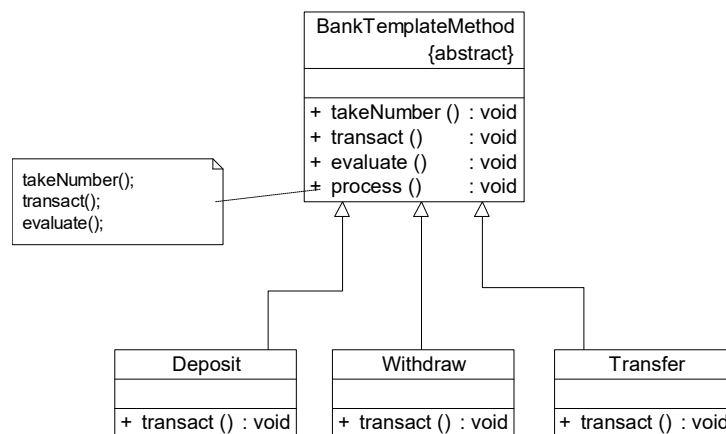 BankTemplateMethod
{abstract}
+ takeNumber () : void
+ transact () : void
+ evaluate () : void
+ process () : void
takeNumber();
transact();
evaluate();
Deposit
+ transact () : void
Withdraw
+ transact () : void
Transfer
+ transact () : void